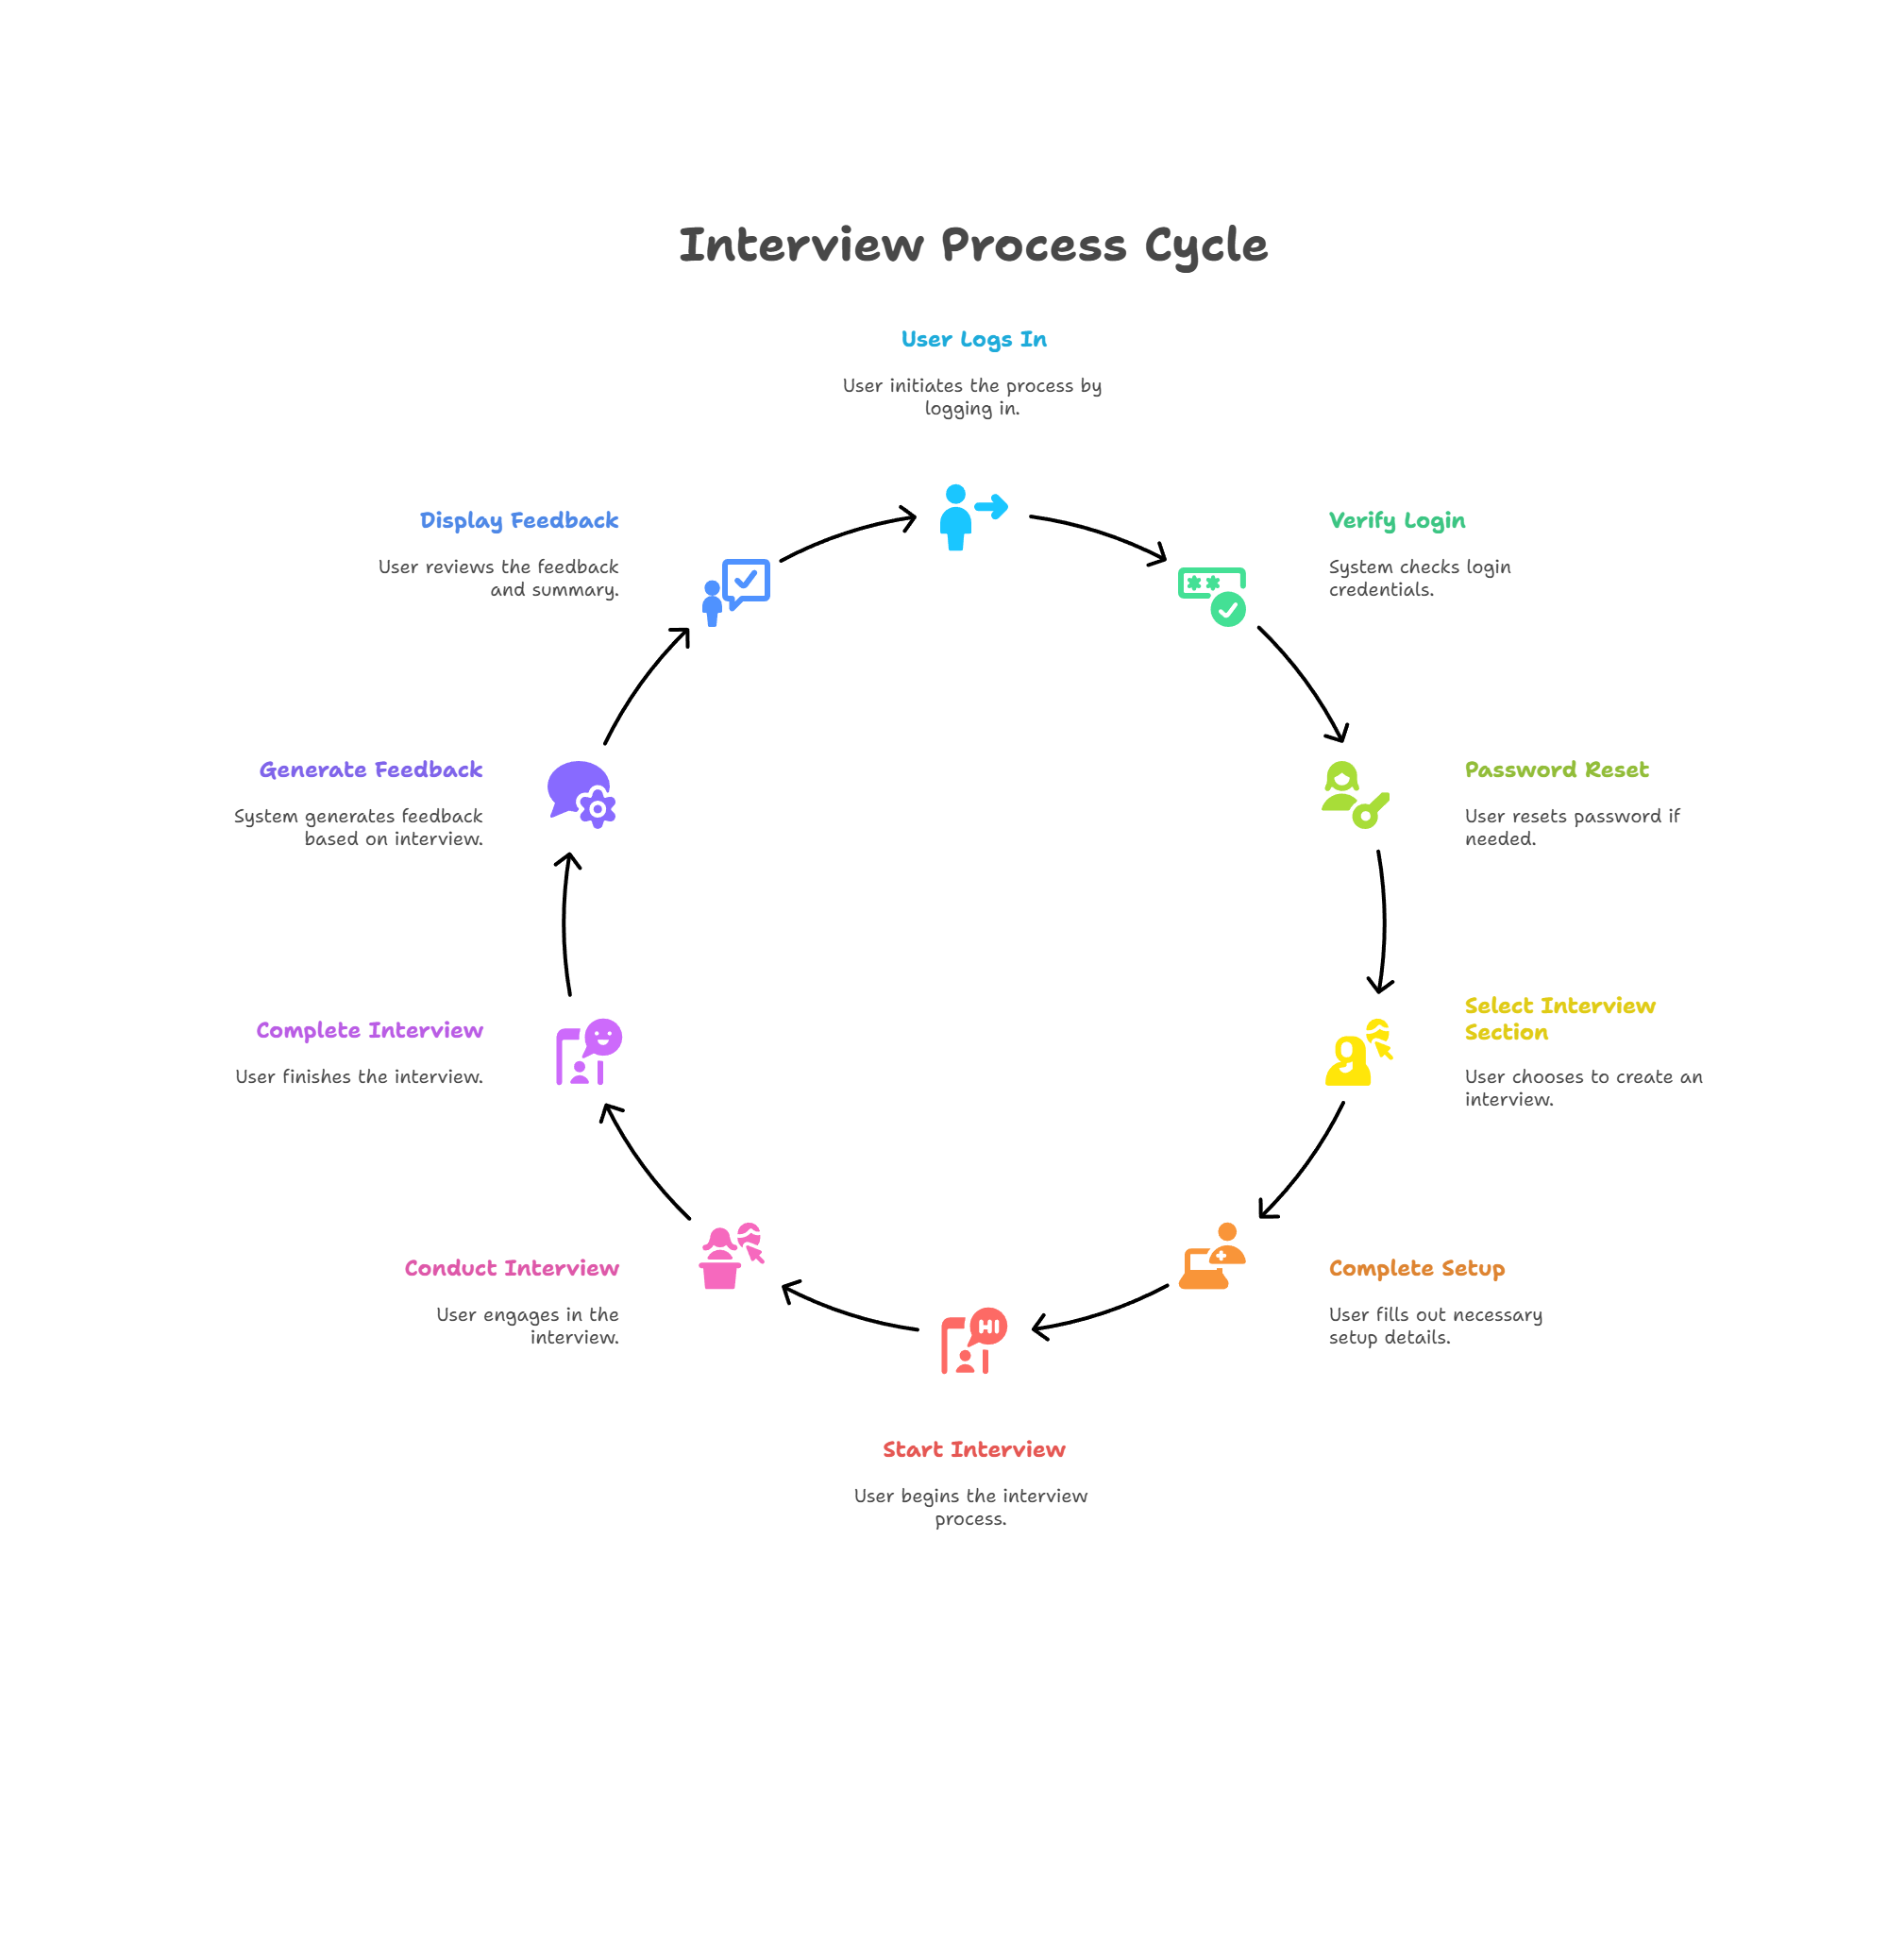 Interview Process Cycle
User Logs In
User initiates the process by
logging in.
Verify Login
System checks login
credentials.
Password Reset
User resets password if
needed.
Select Interview
Section
User chooses to create an
interview.
Complete Setup
User fills out necessary
setup details.
HI
Start Interview
User begins the interview
process.
Conduct Interview
User engages in the
interview.
Complete Interview
User finishes the interview.
Generate Feedback
System generates feedback
based on interview.
Display Feedback
User reviews the feedback
and summary.